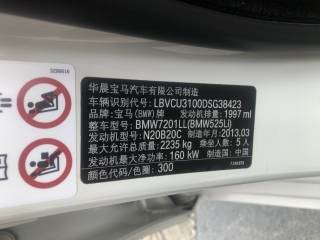 华晨宝马汽车有限公司制造
车辆识别代号: LBVCU3100DSG38423
品牌: 宝马(BMW)牌 发动机排量: 1997 ml
整车型号: BMW7201LL(BMW525Li)
发动机型号: N20B20C 制造年月: 2013.03
最大允许总质量: 2235 kg 乘坐人数: 5 人
发动机最大净功率: 160 kW 制造国: 中国
颜色代码/色图: 300